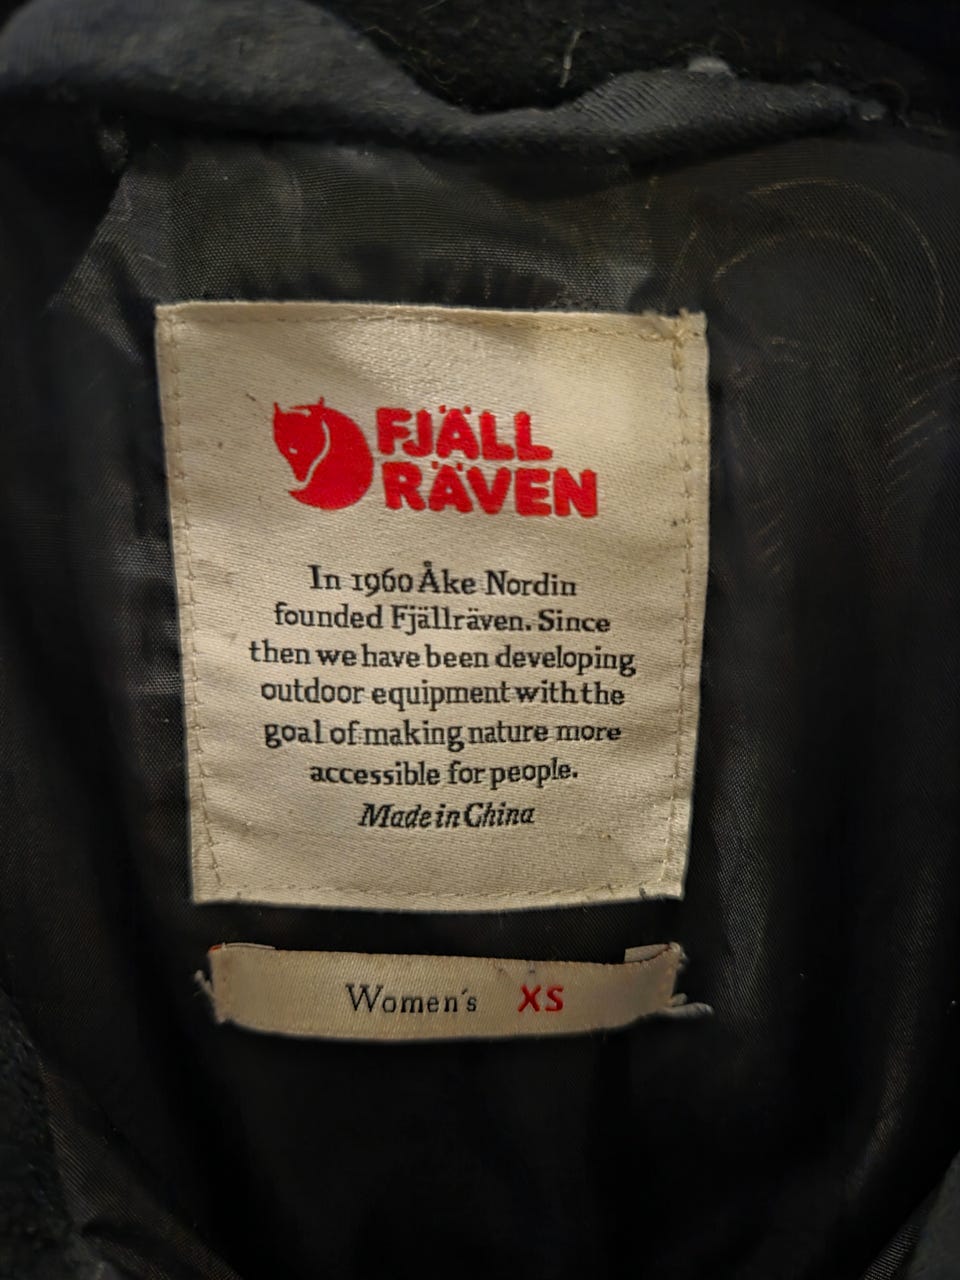 FJÄLL
RÄVEN
In 1960 Åke Nordin
founded Fjällräven. Since
then we have been developing
outdoor equipment with the
goal of making nature more
accessible for people.
Made in China
Women's XS